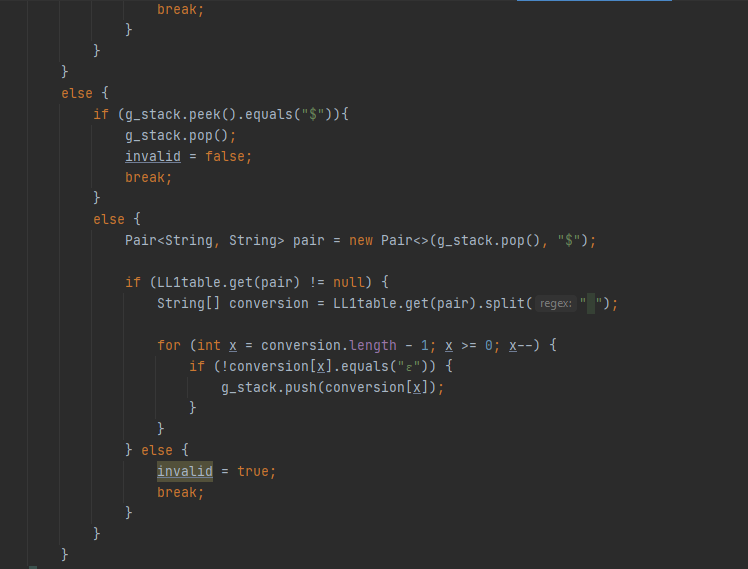 break;
}
}
}
else {
if (g_stack.peek().equals("$")){
g_stack.pop();
invalid = false;
break;
}
else {
Pair<String, String> pair = new Pair<>(g_stack.pop(), "$");
if (LL1table.get(pair) != null) {
String[] conversion = LL1table.get(pair).split( regex: " ");
for (int x = conversion.length - 1; x >= 0; x--) {
if (!conversion[x].equals("ε")) {
g_stack.push(conversion[x]);
}
}
} else {
invalid = true;
break;
}
}
}